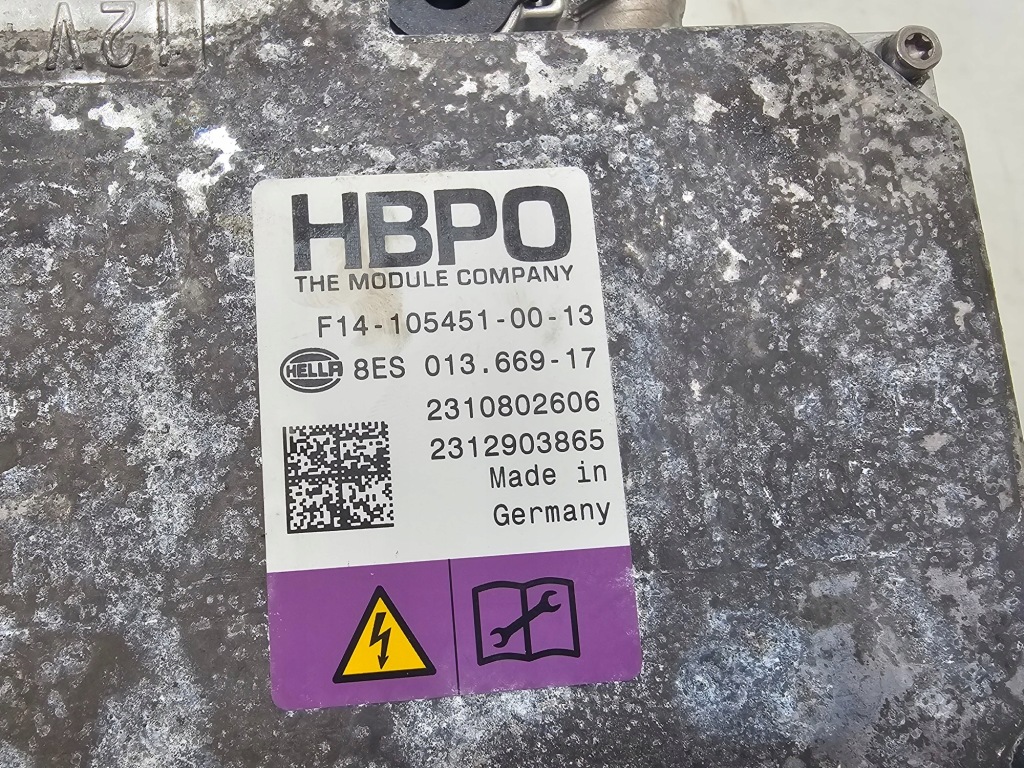 12V
HBPO
THE MODULE COMPANY
F14-105451-00-13
HELLA 8ES 013.669-17
2310802606
2312903865
Made in
Germany